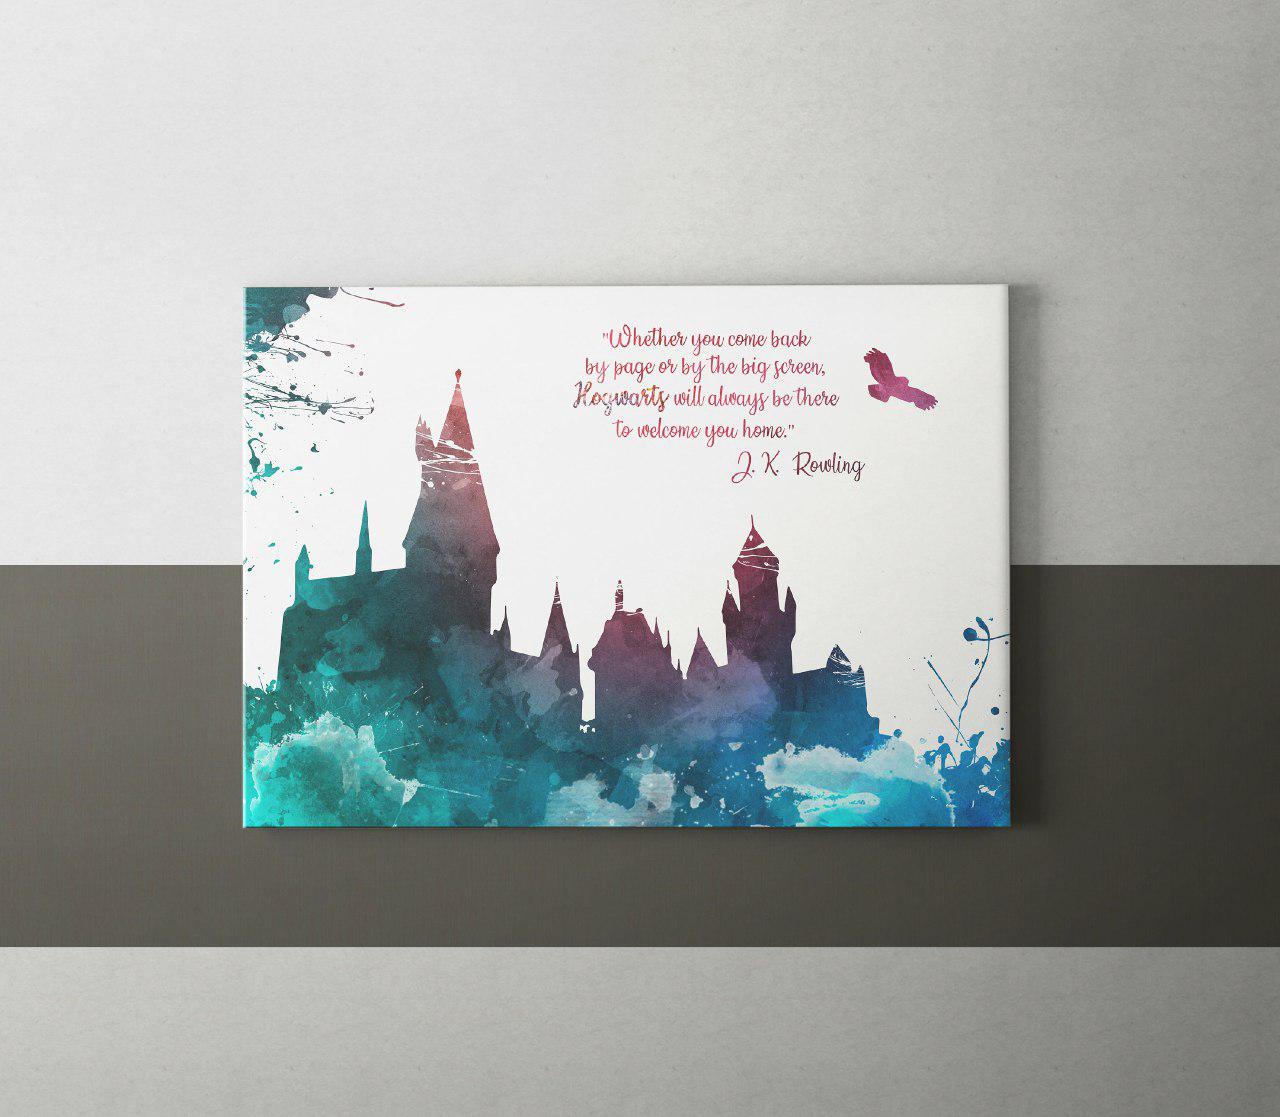 "Whether you come back
by page or by the big screen,
Hogwarts will always be there
to welcome you home."
J. K. Rowling